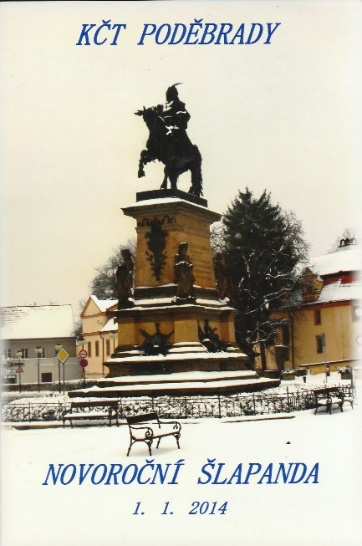 KČT PODĚBRADY
NOVOROČNÍ ŠLAPANDA
1. 1. 2014